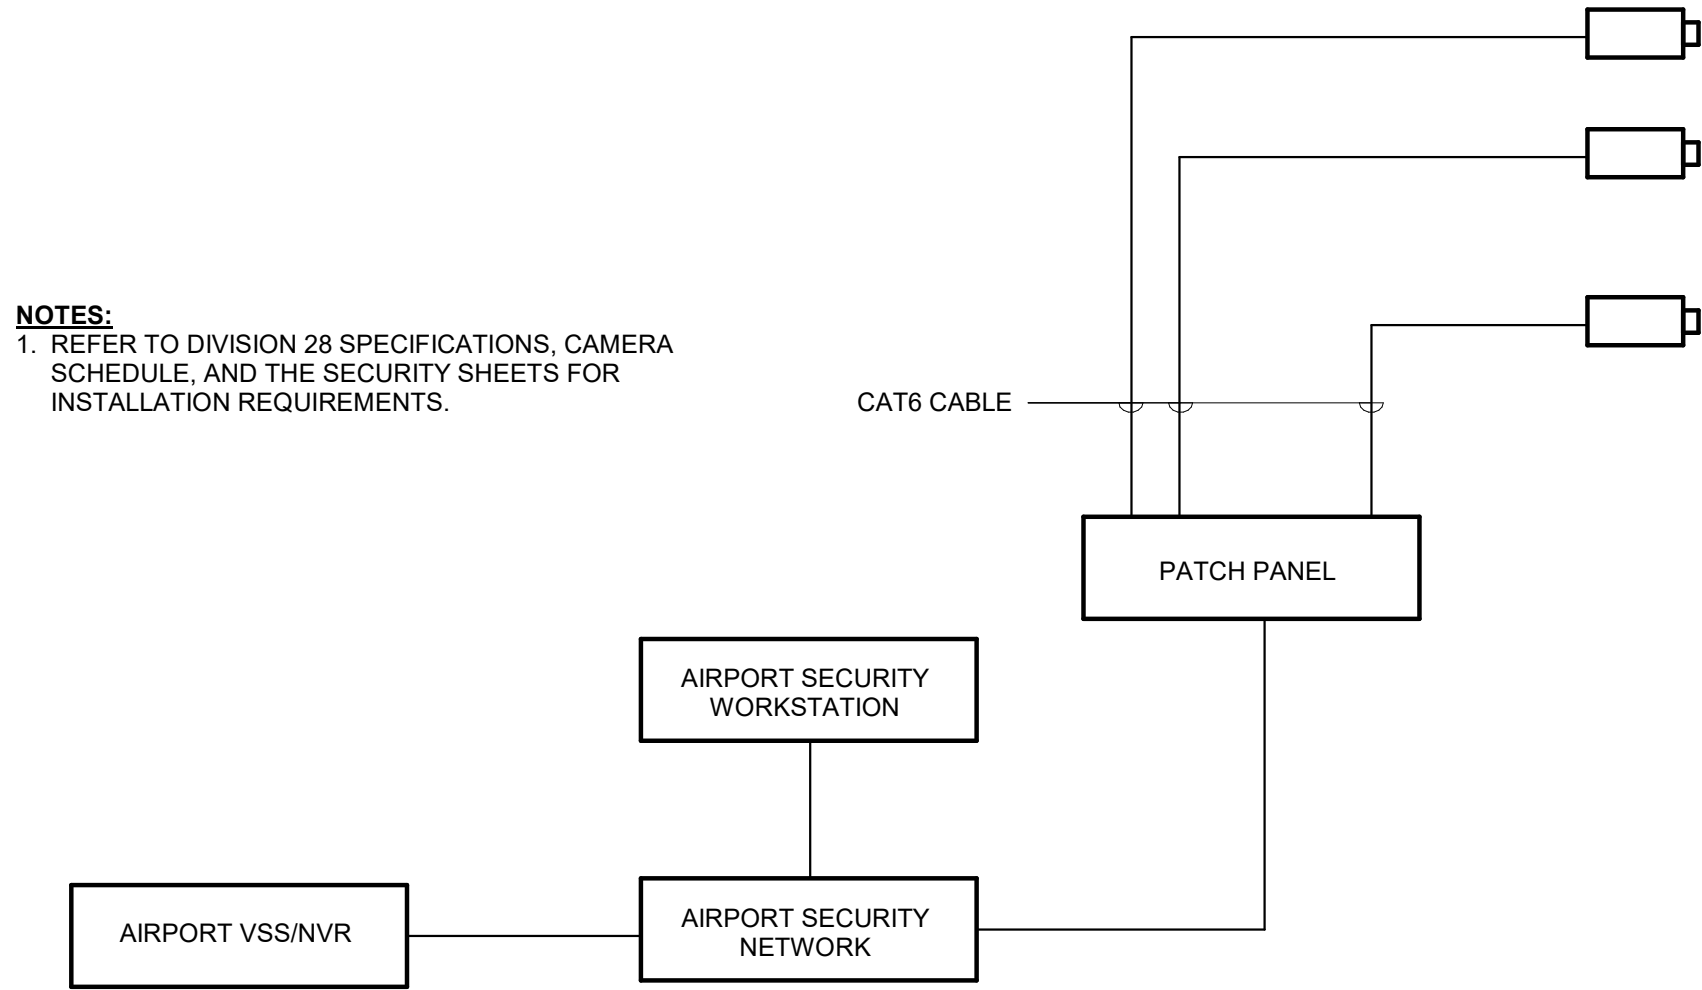 NOTES:
1. REFER TO DIVISION 28 SPECIFICATIONS, CAMERA
SCHEDULE, AND THE SECURITY SHEETS FOR
INSTALLATION REQUIREMENTS.
CAT6 CABLE
PATCH PANEL
AIRPORT SECURITY
WORKSTATION
AIRPORT VSS/NVR
AIRPORT SECURITY
NETWORK